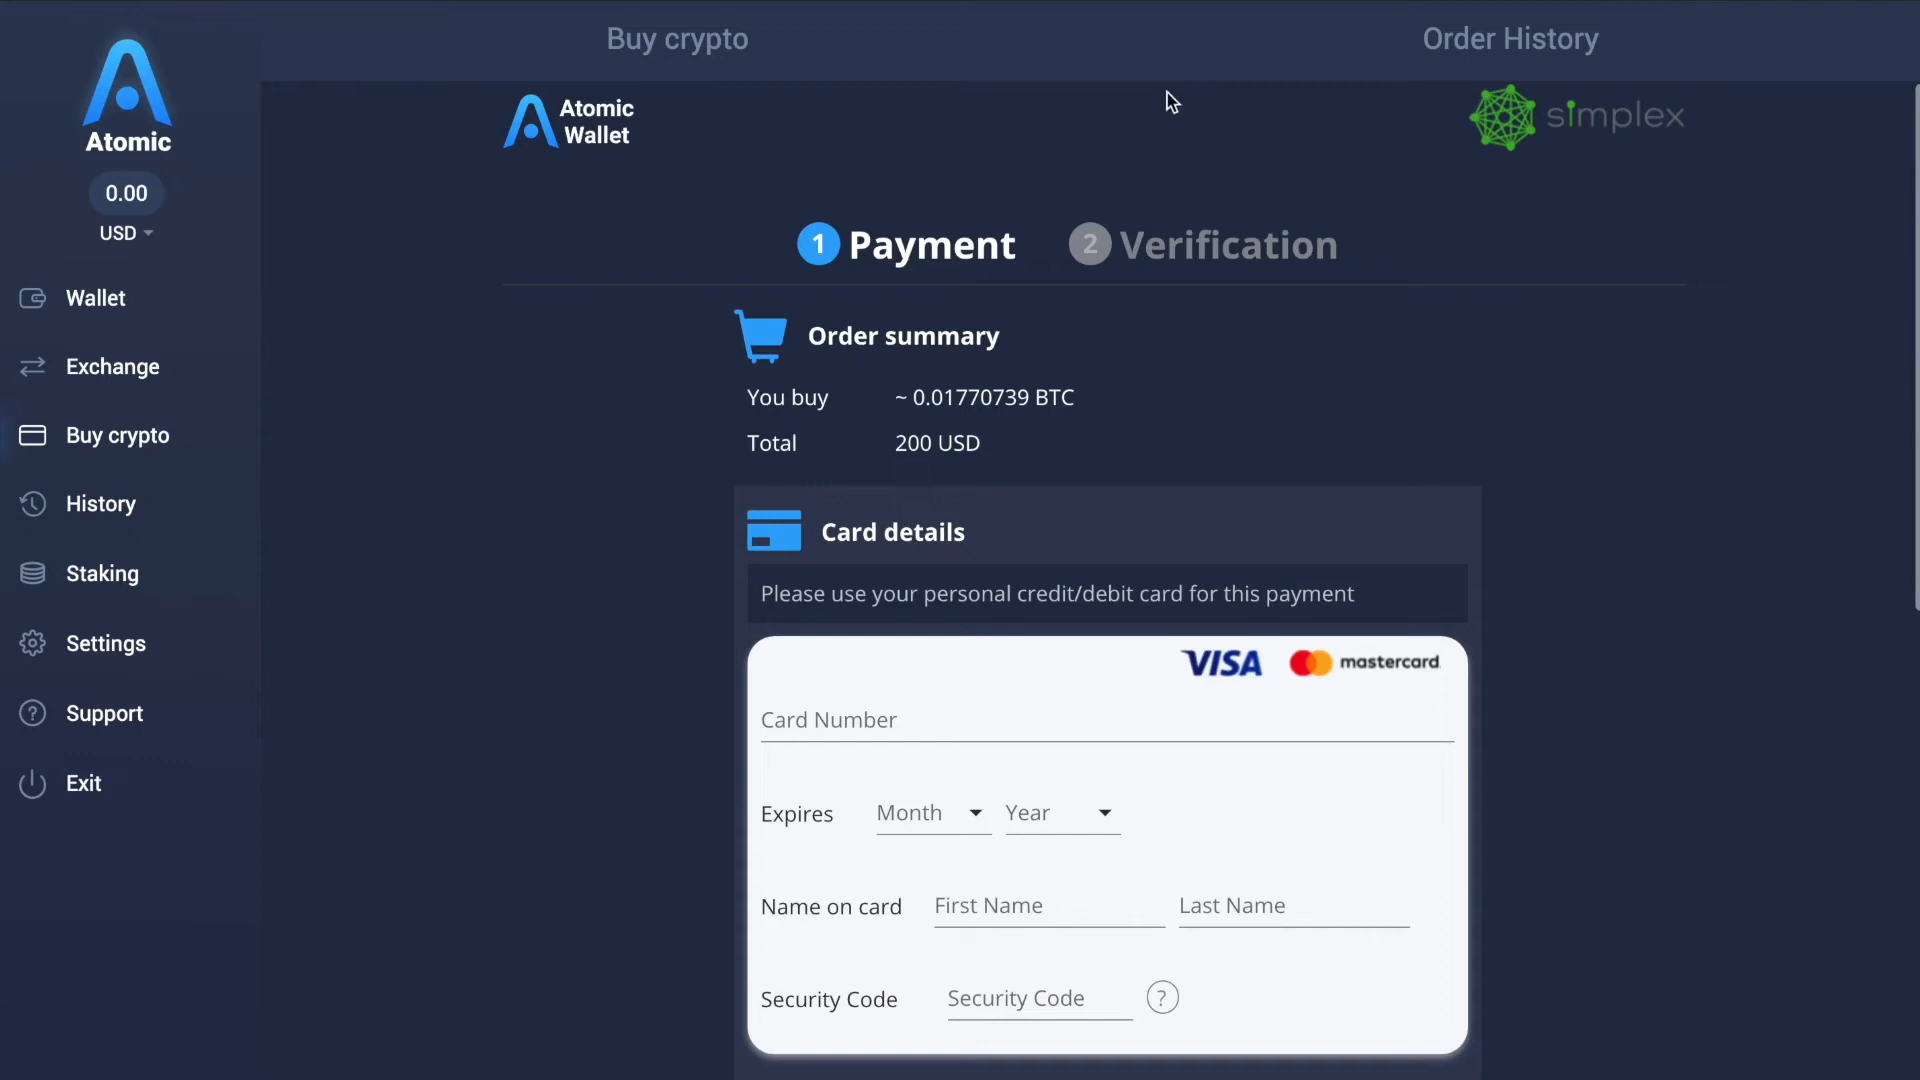 Buy crypto
Order History
Atomic
0.00
USD
Wallet
Exchange
Buy crypto
History
Staking
Settings
Support
Exit
Atomic
Wallet
simplex
1 Payment
2 Verification
Order summary
You buy ~ 0.01770739 BTC
Total 200 USD
Card details
Please use your personal credit/debit card for this payment
VISA mastercard
Card Number
Expires Month Year
Name on card First Name Last Name
Security Code Security Code ?